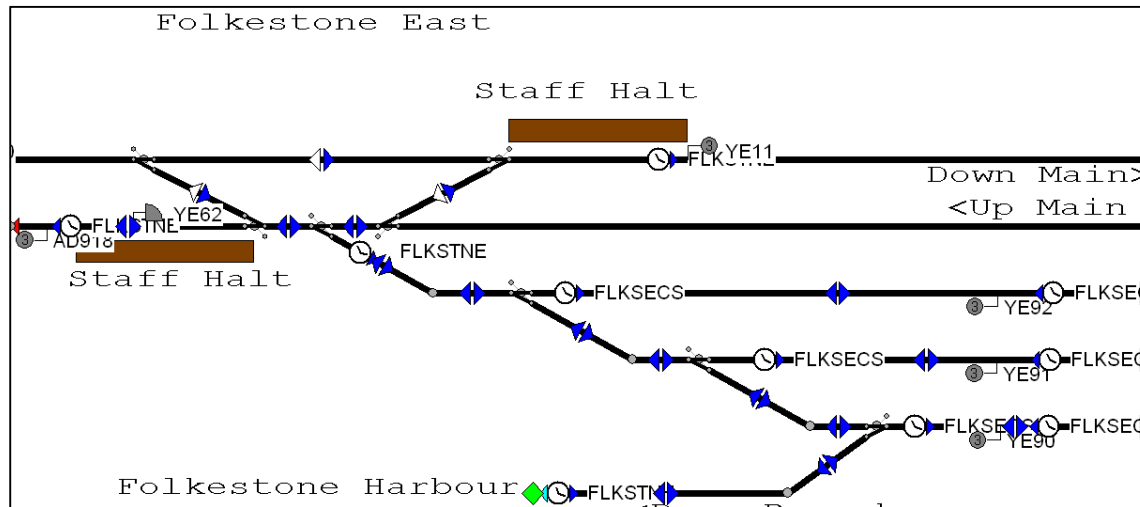 Folkestone East
Staff Halt
YE11
Down Main>
<Up Main
FLKSTNE
YE62
AD918
Staff Halt
FLKSTNE
FLKSECS
YE92
FLKSECS
YE91
YE90
Folkestone Harbour